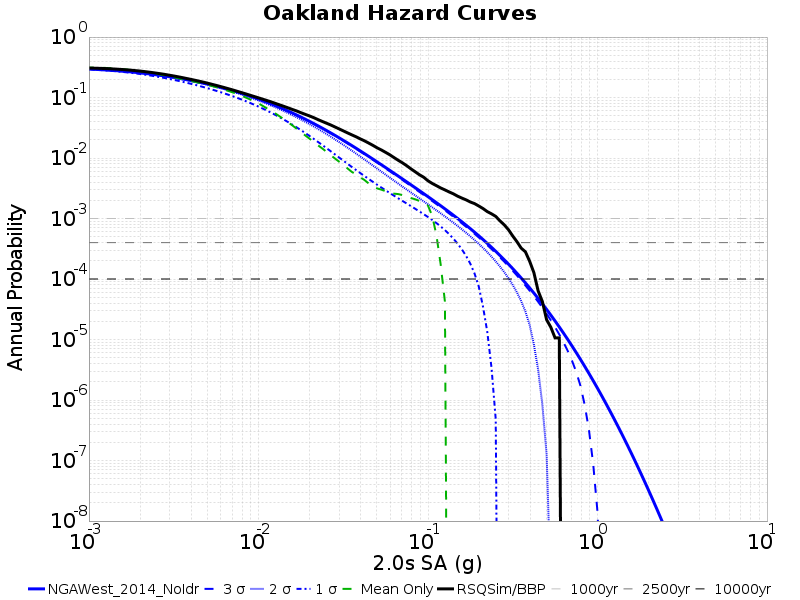 Oakland Hazard Curves
Annual Probability
10^0
10^-1
10^-2
10^-3
10^-4
10^-5
10^-6
10^-7
10^-8
10^-3 10^-2 10^-1 10^0 10^1
2.0s SA (g)
NGAWest_2014_NoIdr 3 σ 2 σ 1 σ Mean Only RSQSim/BBP 1000yr 2500yr 10000yr